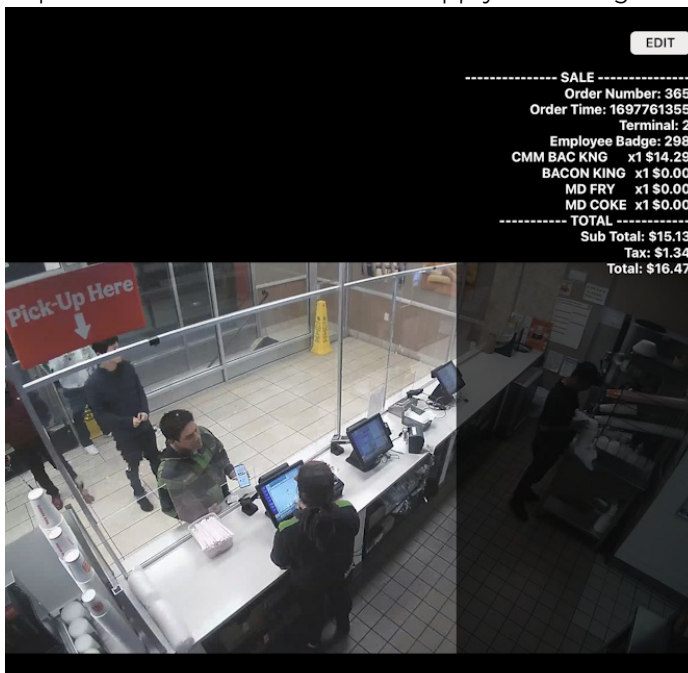 EDIT
--------------- SALE ---------------
Order Number: 365
Order Time: 1697761355
Terminal: 2
Employee Badge: 298
CMM BAC KNG x1 $14.29
BACON KING x1 $0.00
MD FRY x1 $0.00
MD COKE x1 $0.00
----------- TOTAL ------------
Sub Total: $15.13
Tax: $1.34
Total: $16.47
Pick-Up Here